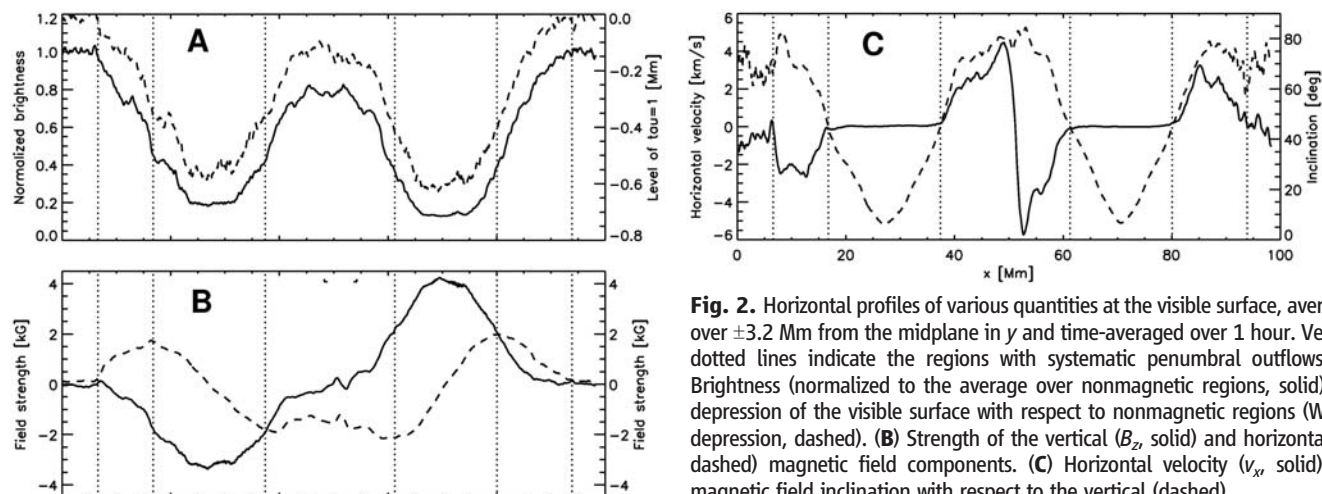 A
Normalized brightness
1.2
1.0
0.8
0.6
0.4
0.2
0.0
0.0
-0.2
-0.4
-0.6
-0.8
Level of tau=1 [Mm]
B
Field strength [kG]
4
2
0
-2
-4
4
2
0
-2
-4
Field strength [kG]
C
Horizontal velocity [km/s]
6
4
2
0
-2
-4
-6
80
60
40
20
0
Inclination [deg]
0
20
40
60
80
100
x [Mm]
Fig. 2. Horizontal profiles of various quantities at the visible surface, aver
over ±3.2 Mm from the midplane in y and time-averaged over 1 hour. Ve
dotted lines indicate the regions with systematic penumbral outflows
Brightness (normalized to the average over nonmagnetic regions, solid)
depression of the visible surface with respect to nonmagnetic regions (W
depression, dashed). (B) Strength of the vertical (Bz, solid) and horizonta
dashed) magnetic field components. (C) Horizontal velocity (vx, solid)
magnetic field inclination with respect to the vertical (dashed)